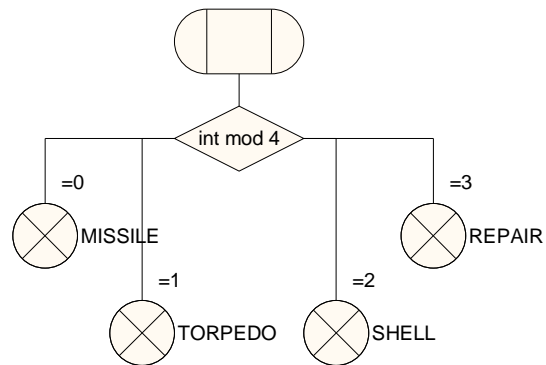 int mod 4
=0
=3
MISSILE
REPAIR
=1
=2
TORPEDO
SHELL